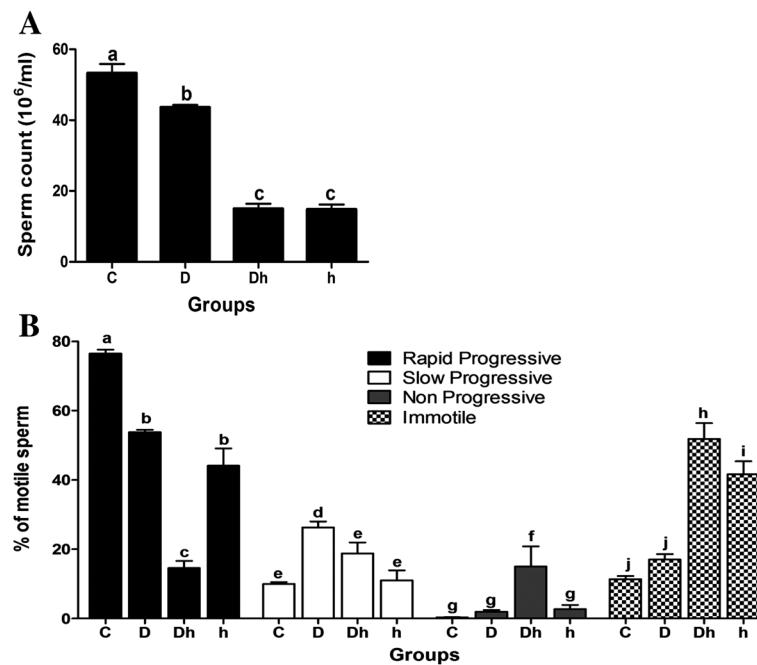 A
Sperm count (10⁶/ml)
60
40
20
0
a
b
c
c
C D Dh h
Groups
B
% of motile sperm
80
60
40
20
0
Rapid Progressive
Slow Progressive
Non Progressive
Immotile
a
b
c
b
e
d
e
e
g
g
f
g
j
j
h
i
C D Dh h C D Dh h C D Dh h C D Dh h
Groups